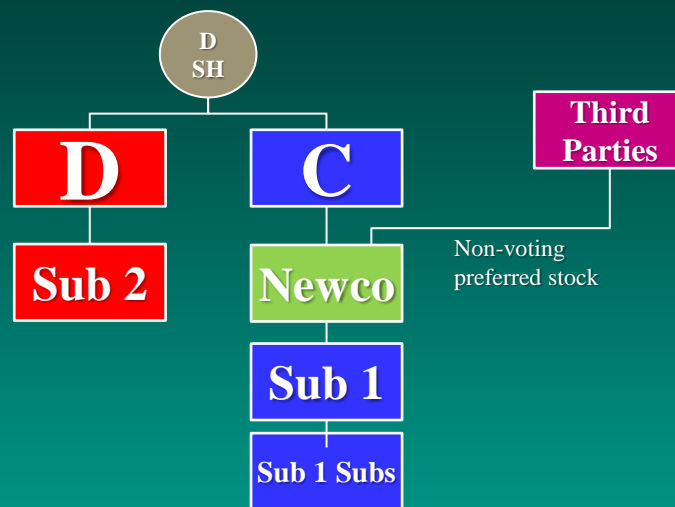 D
SH
Third
Parties
D
C
Non-voting
preferred stock
Sub 2
Newco
Sub 1
Sub 1 Subs